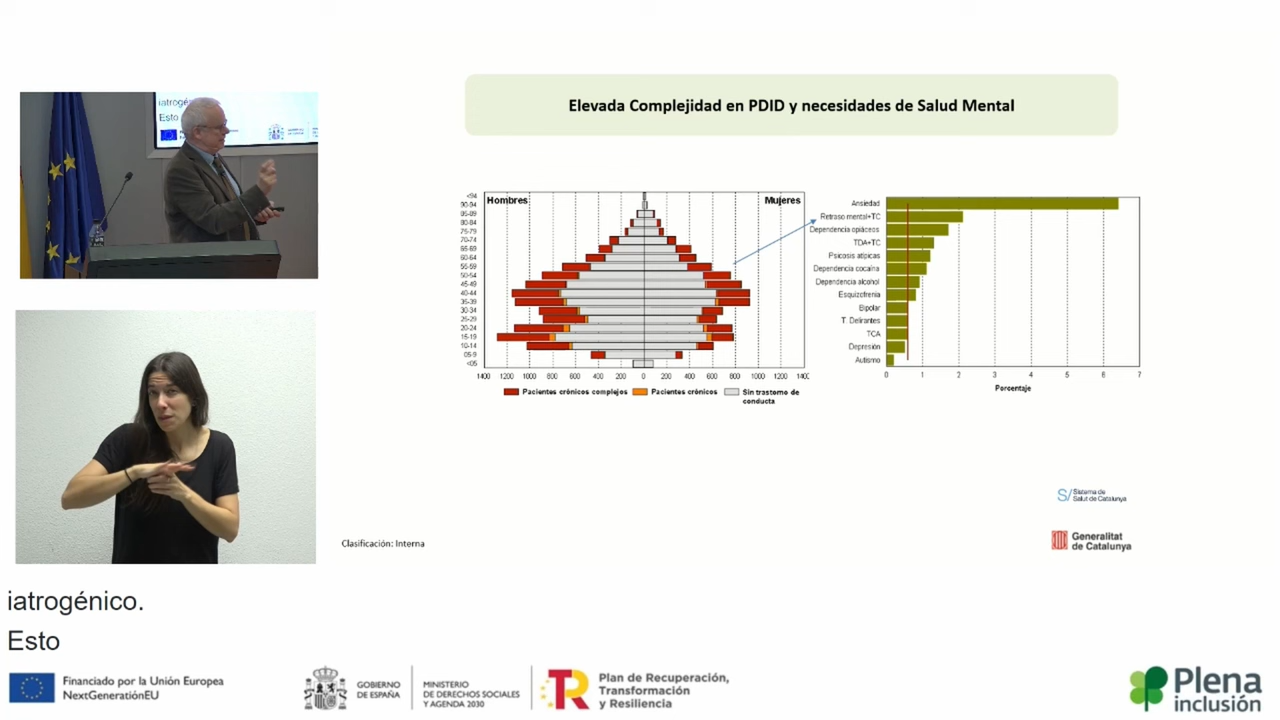 iatrogénico.
Esto
Elevada Complejidad en PDID y necesidades de Salud Mental
Hombres
Mujeres
<94
90-94
85-89
80-84
75-79
70-74
65-69
60-64
55-59
50-54
45-49
40-44
35-39
30-34
25-29
20-24
15-19
10-14
05-9
<05
1400 1200 1000 800 600 400 200 0 200 400 600 800 1000 1200 140
Pacientes crónicos complejos
Pacientes crónicos
Sin trastorno de
conducta
Ansiedad
Retraso mental+TC
Dependencia opiáceos
TDA+TC
Psicosis atípicas
Dependencia cocaína
Dependencia alcohol
Esquizofrenia
Bipolar
T. Delirantes
TCA
Depresión
Autismo
0 1 2 3 4 5 6 7
Porcentaje
S/ Sistema de
Salut de Catalunya
Generalitat
de Catalunya
Clasificación: Interna
iatrogénico.
Esto
Financiado por la Unión Europea
NextGenerationEU
GOBIERNO
DE ESPAÑA
MINISTERIO
DE DERECHOS SOCIALES
Y AGENDA 2030
Plan de Recuperación,
Transformación
y Resiliencia
Plena
inclusión